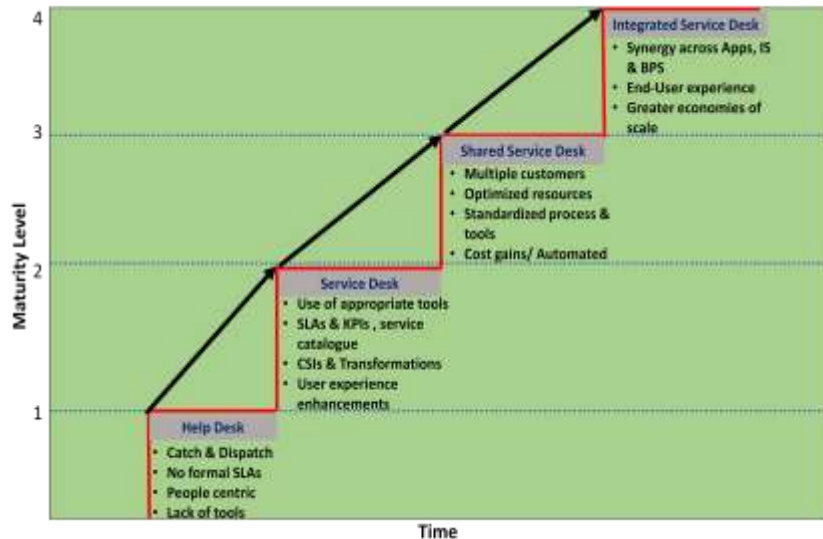 4
Integrated Service Desk
• Synergy across Apps, IS
& BPS
• End-User experience
• Greater economies of
scale
3
Shared Service Desk
• Multiple customers
• Optimized resources
• Standardized process &
tools
• Cost gains/ Automated
2
Service Desk
• Use of appropriate tools
• SLAs & KPIs , service
catalogue
• CSIs & Transformations
• User experience
enhancements
1
Help Desk
• Catch & Dispatch
• No formal SLAs
• People centric
• Lack of tools
Maturity Level
Time